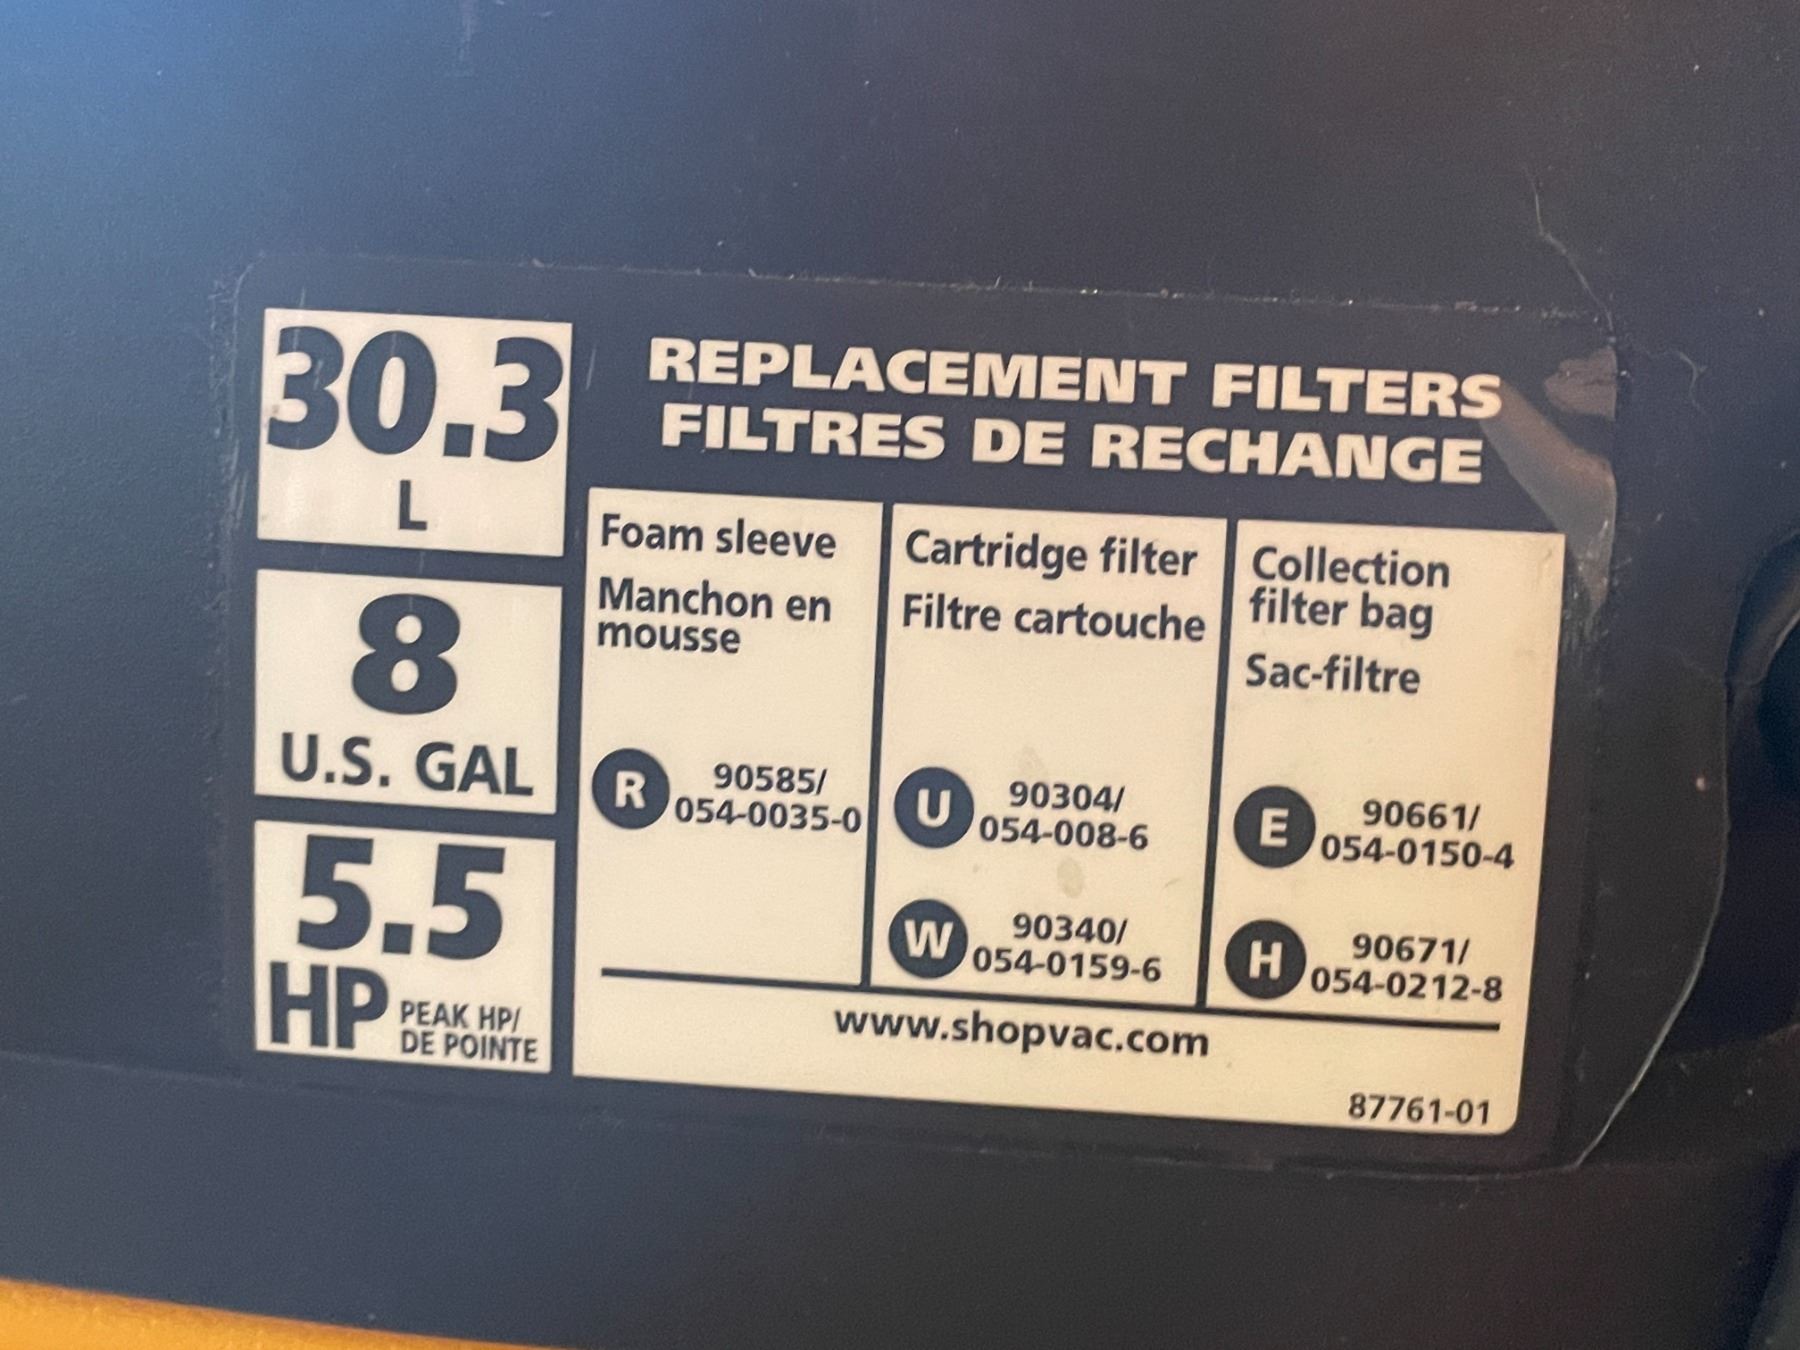 30.3
L
8
U.S. GAL
5.5
HP PEAK HP/
DE POINTE
REPLACEMENT FILTERS
FILTRES DE RECHANGE
Foam sleeve
Manchon en
mousse
R 90585/
054-0035-0
Cartridge filter
Filtre cartouche
U 90304/
054-008-6
W 90340/
054-0159-6
Collection
filter bag
Sac-filtre
E 90661/
054-0150-4
H 90671/
054-0212-8
www.shopvac.com
87761-01